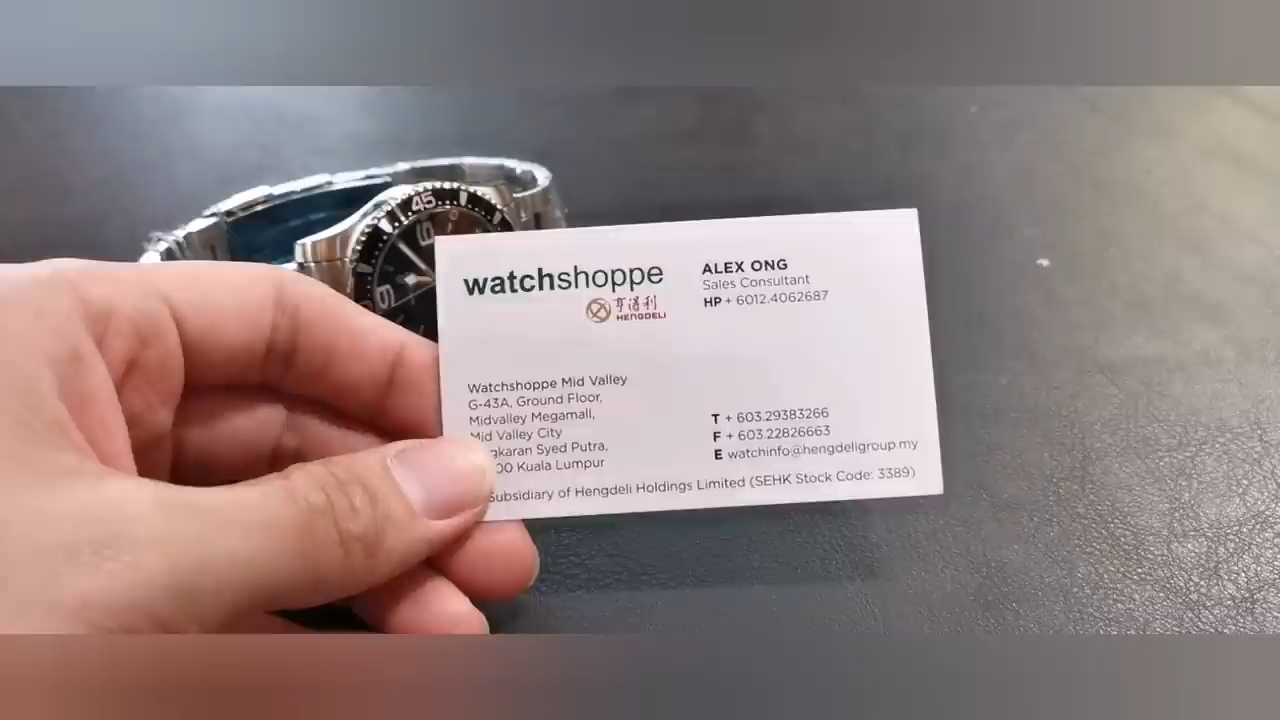 45
watchshoppe
亨得利
HENGDELI
ALEX ONG
Sales Consultant
HP + 6012.4062687
Watchshoppe Mid Valley
G-43A, Ground Floor,
Midvalley Megamall,
Mid Valley City
Syed Putra,
Kuala Lumpur
T + 603.29383266
F + 603.22826663
E watchinfo@hengdeligroup.my
Subsidiary of Hengdeli Holdings Limited (SEHK Stock Code: 3389)